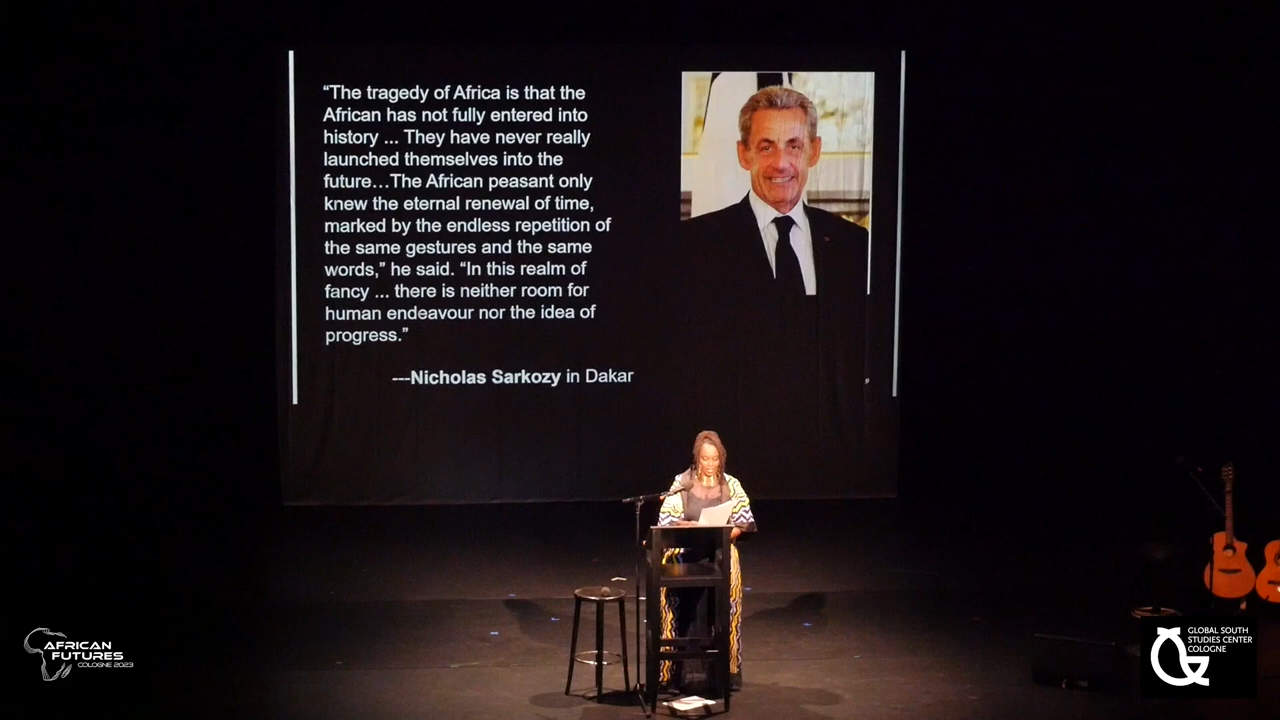 “The tragedy of Africa is that the
African has not fully entered into
history ... They have never really
launched themselves into the
future…The African peasant only
knew the eternal renewal of time,
marked by the endless repetition of
the same gestures and the same
words,” he said. “In this realm of
fancy ... there is neither room for
human endeavour nor the idea of
progress.”
---Nicholas Sarkozy in Dakar
AFRICAN
FUTURES
COLOGNE 2023
GLOBAL SOUTH
STUDIES CENTER
COLOGNE